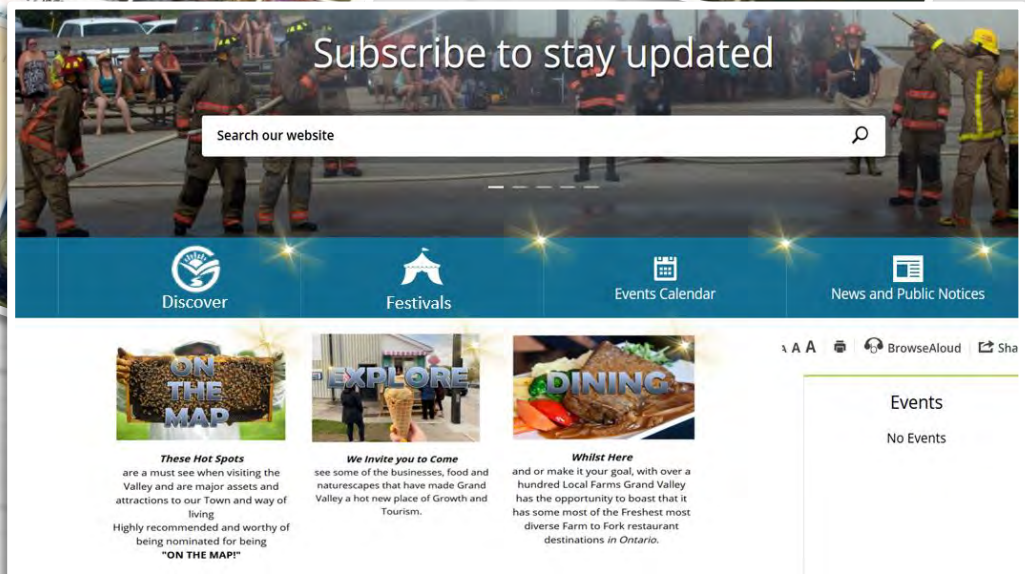 Subscribe to stay updated
Search our website
Discover
Festivals
Events Calendar
News and Public Notices
A A A
BrowseAloud
Sha
ON
THE
MAP
EXPLORE
DINING
These Hot Spots
are a must see when visiting the
Valley and are major assets and
attractions to our Town and way of
living
Highly recommended and worthy of
being nominated for being
"ON THE MAP!"
We Invite you to Come
see some of the businesses, food and
naturescapes that have made Grand
Valley a hot new place of Growth and
Tourism.
Whilst Here
and or make it your goal, with over a
hundred Local Farms Grand Valley
has the opportunity to boast that it
has some most of the Freshest most
diverse Farm to Fork restaurant
destinations in Ontario.
Events
No Events